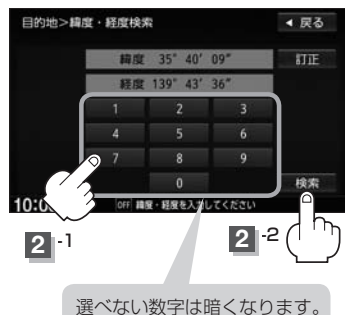 目的地>緯度・経度検索
戻る
緯度 35° 40′ 09″
訂正
経度 139° 43′ 36″
1 2 3
4 5 6
7 8 9
0
検索
OFF 緯度・経度を入力してください
2 -1
2 -2
選べない数字は暗くなります。